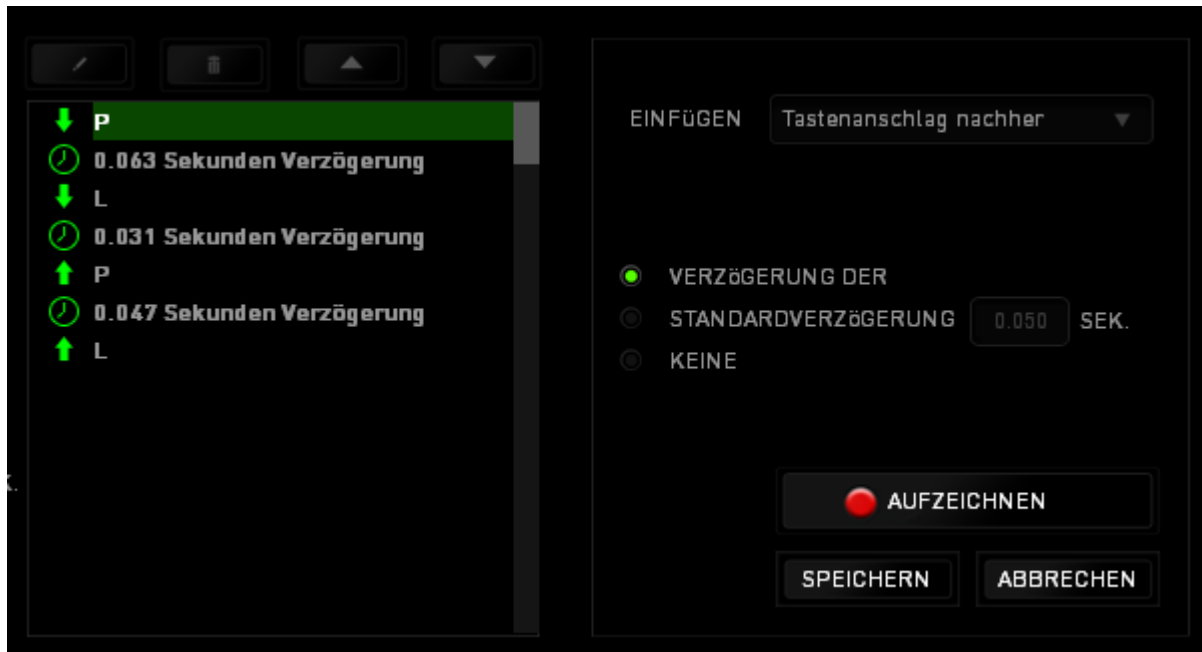 P
0.063 Sekunden Verzögerung
L
0.031 Sekunden Verzögerung
P
0.047 Sekunden Verzögerung
L
K.
EINFüGEN
Tastenanschlag nachher
VERZöGERUNG DER
STANDARDVERZöGERUNG 0.050 SEK.
KEINE
AUFZEICHNEN
SPEICHERN ABBRECHEN